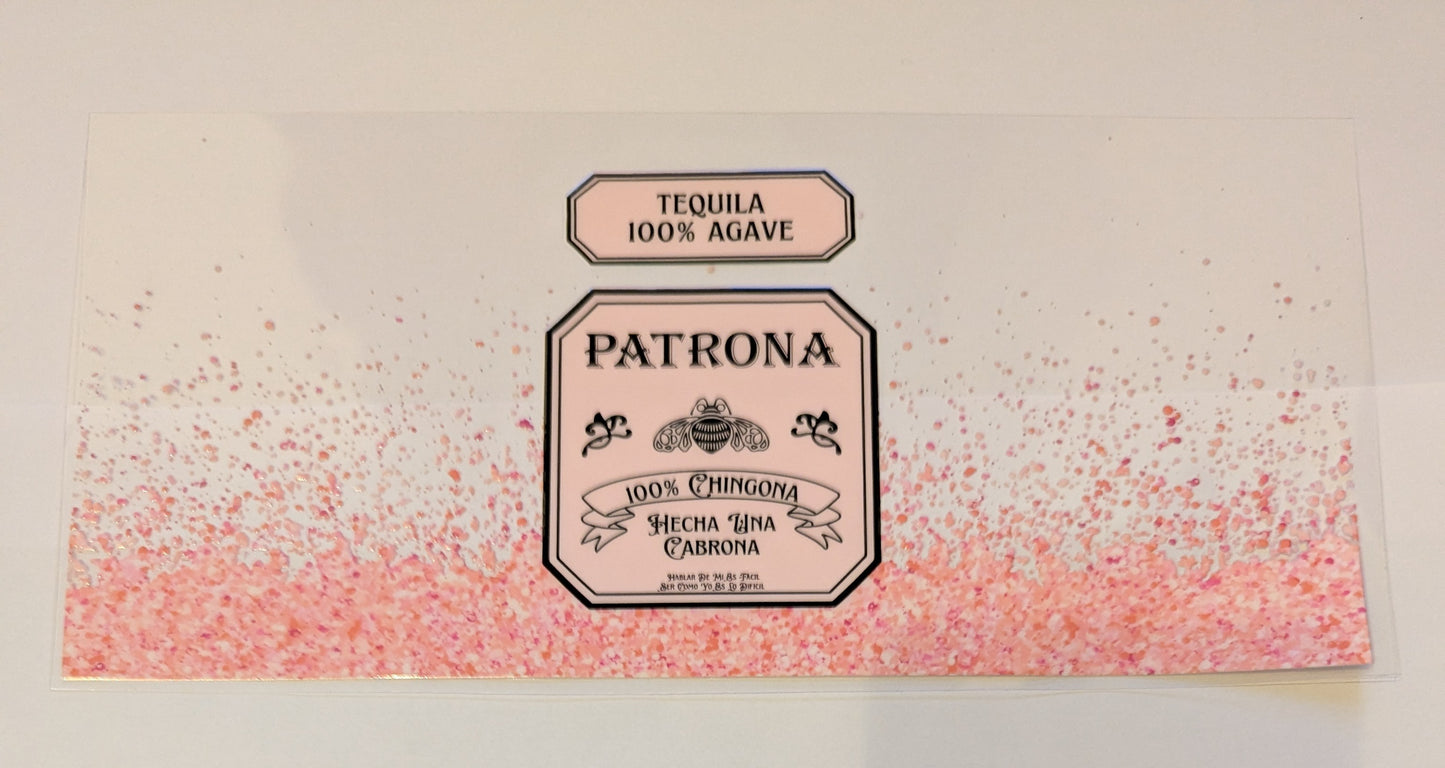 TEQUILA
100% AGAVE
PATRONA
100% CHINGONA
HECHA UNA
CABRONA
HABLAR DE MI ES FACIL
SER COMO YO ES LO DIFICIL